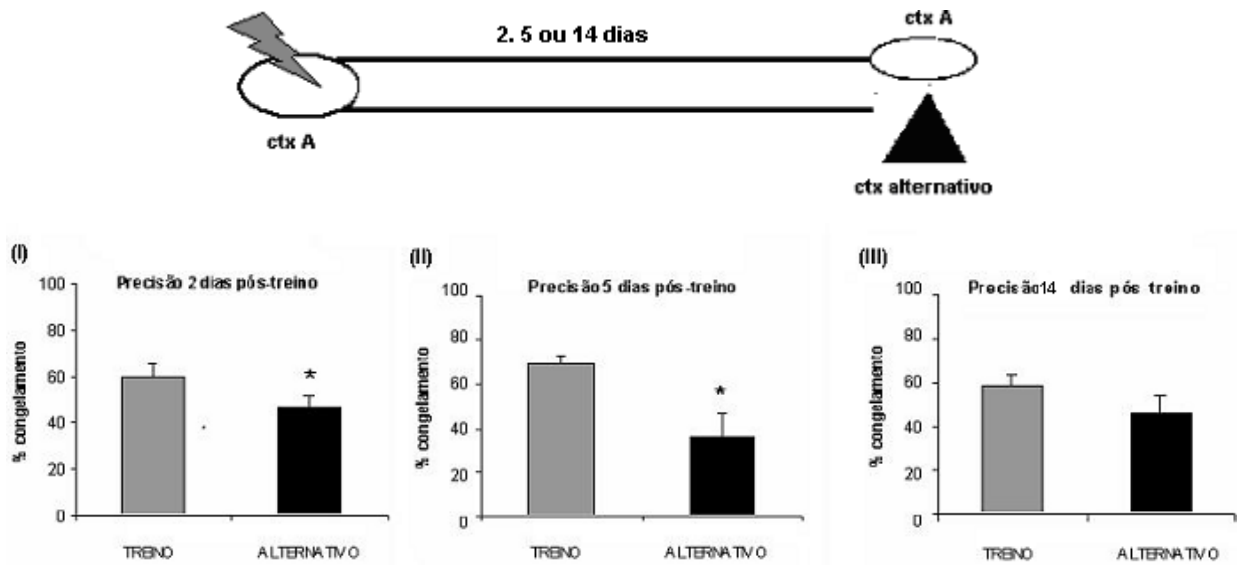 2. 5 ou 14 dias
ctx A
ctx A
ctx alternativo
(I)
Precisão 2 dias pós-treino
% congelamento
100
80
60
40
20
0
TREINO
ALTERNATIVO
*
(II)
Precisão 5 dias pós-treino
% congelamento
100
80
60
40
20
0
TREINO
ALTERNATIVO
*
(III)
Precisão14 dias pós treino
% congelamento
100
80
60
40
20
0
TREINO
ALTERNATIVO